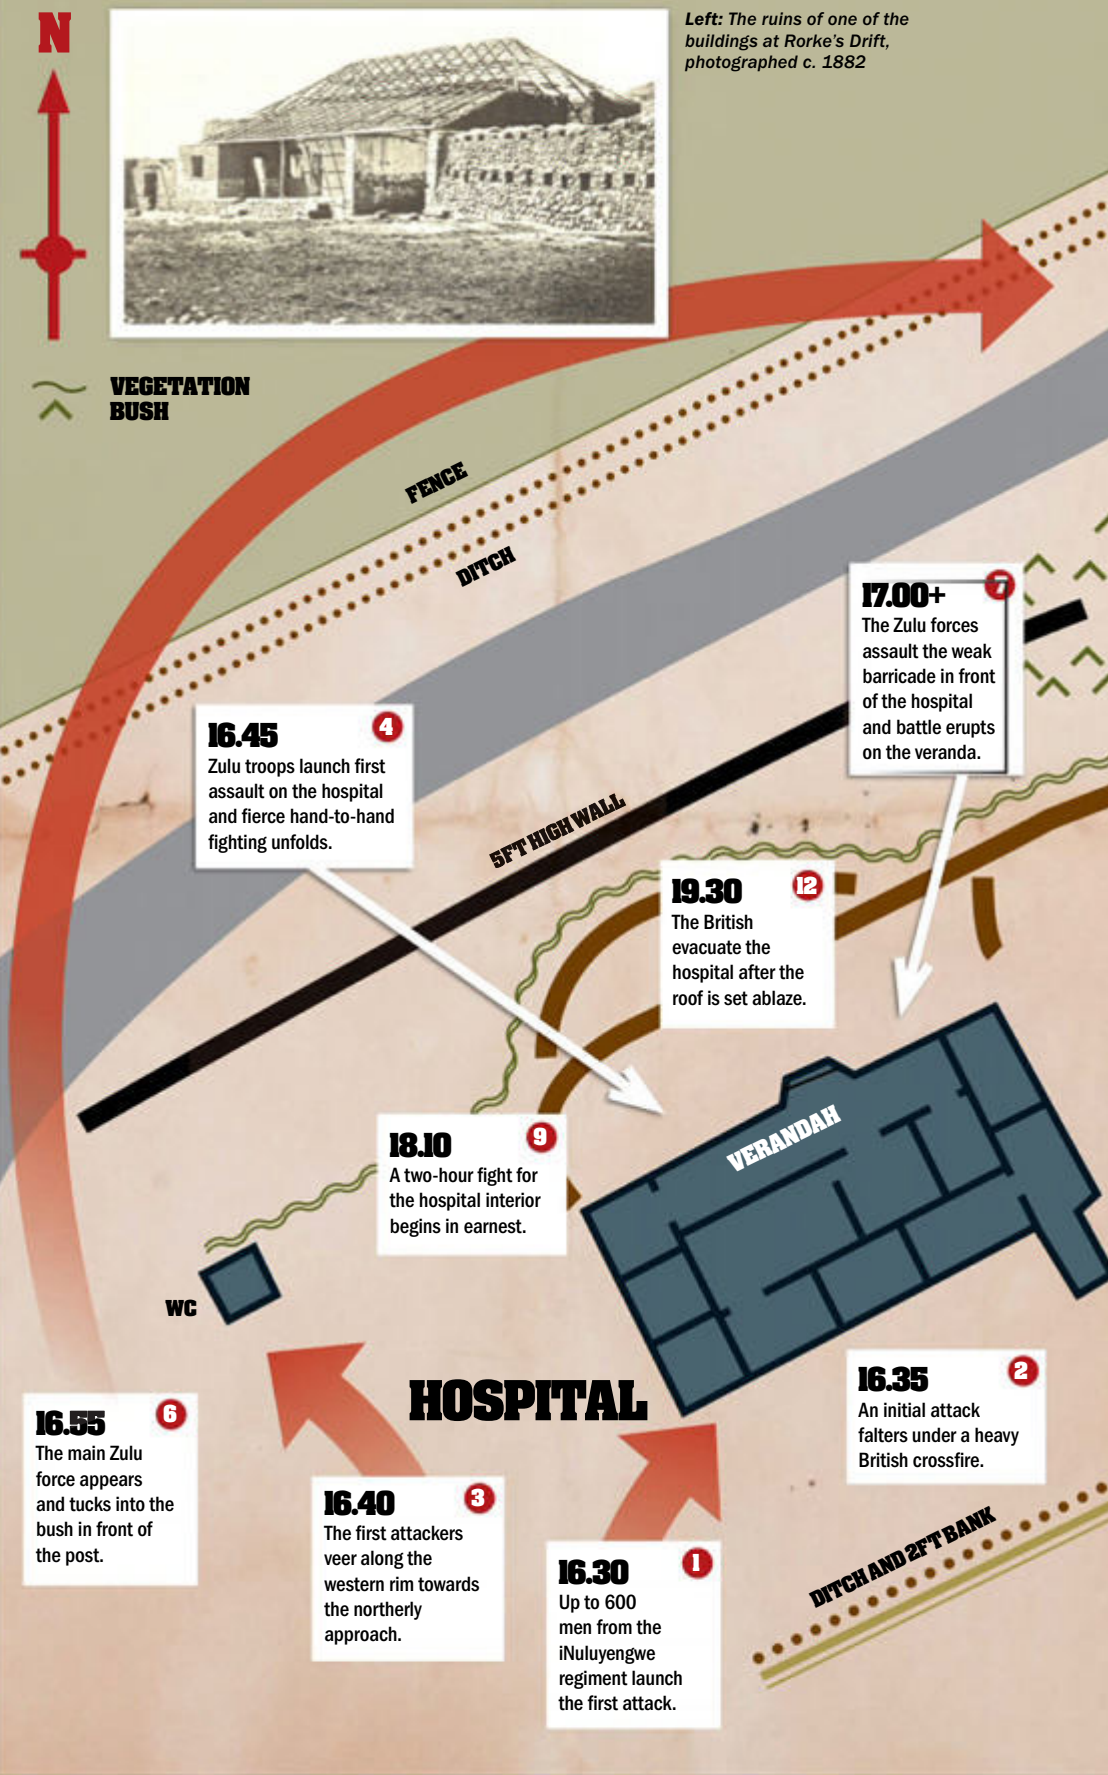 N
Left: The ruins of one of the
buildings at Rorke's Drift,
photographed c. 1882
VEGETATION
BUSH
FENCE
DITCH
17.00+
7
The Zulu forces
assault the weak
barricade in front
of the hospital
and battle erupts
on the veranda.
16.45
4
Zulu troops launch first
assault on the hospital
and fierce hand-to-hand
fighting unfolds.
5FT HIGH WALL
19.30
12
The British
evacuate the
hospital after the
roof is set ablaze.
18.10
9
A two-hour fight for
the hospital interior
begins in earnest.
VERANDAH
WC
HOSPITAL
16.35
2
An initial attack
falters under a heavy
British crossfire.
16.55
6
The main Zulu
force appears
and tucks into the
bush in front of
the post.
16.40
3
The first attackers
veer along the
western rim towards
the northerly
approach.
16.30
1
Up to 600
men from the
iNuluyengwe
regiment launch
the first attack.
DITCH AND 2FT BANK